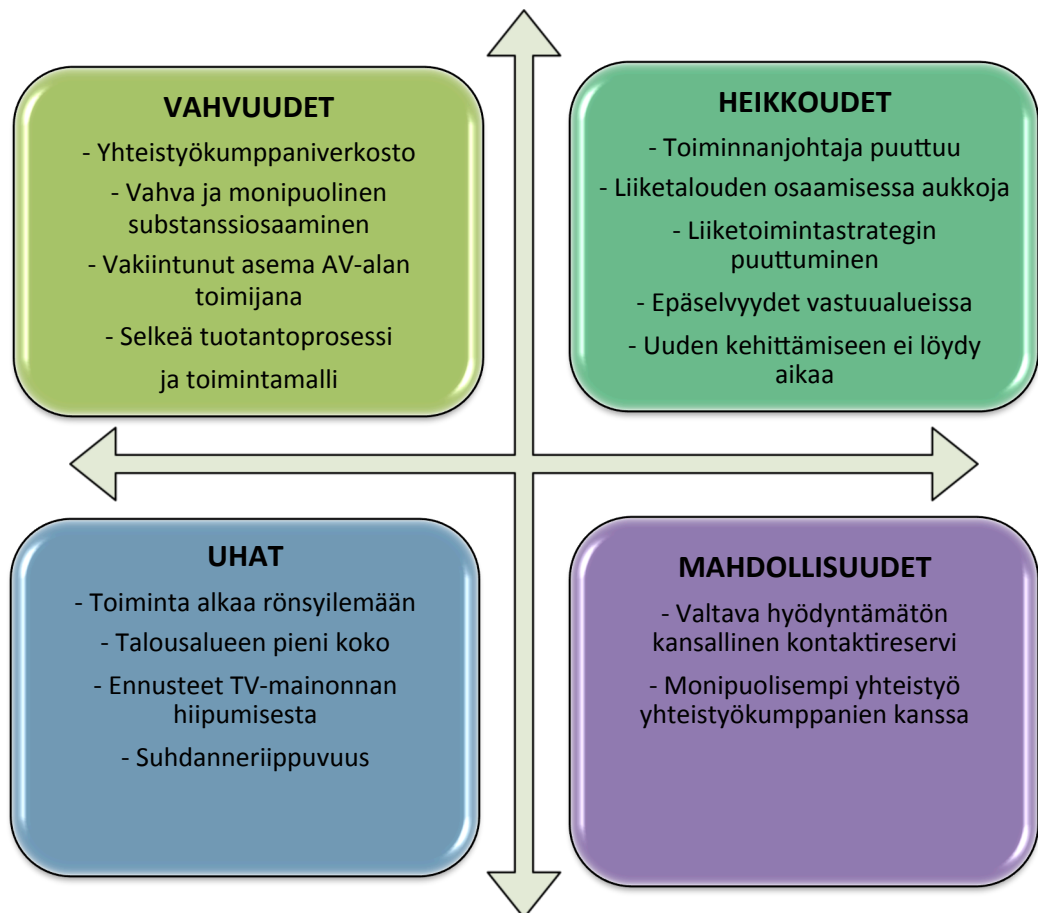 VAHVUUDET
- Yhteistyökumppaniverkosto
- Vahva ja monipuolinen
substanssiosaaminen
- Vakiintunut asema AV-alan
toimijana
- Selkeä tuotantoprosessi
ja toimintamalli
HEIKKOUDET
- Toiminnanjohtaja puuttuu
- Liiketalouden osaamisessa aukkoja
- Liiketoimintastrategin
puuttuminen
- Epäselvyydet vastuualueissa
- Uuden kehittämiseen ei löydy
aikaa
UHAT
- Toiminta alkaa rönsyilemään
- Talousalueen pieni koko
- Ennusteet TV-mainonnan
hiipumisesta
- Suhdanneriippuvuus
MAHDOLLISUUDET
- Valtava hyödyntämätön
kansallinen kontaktireservi
- Monipuolisempi yhteistyö
yhteistyökumppanien kanssa